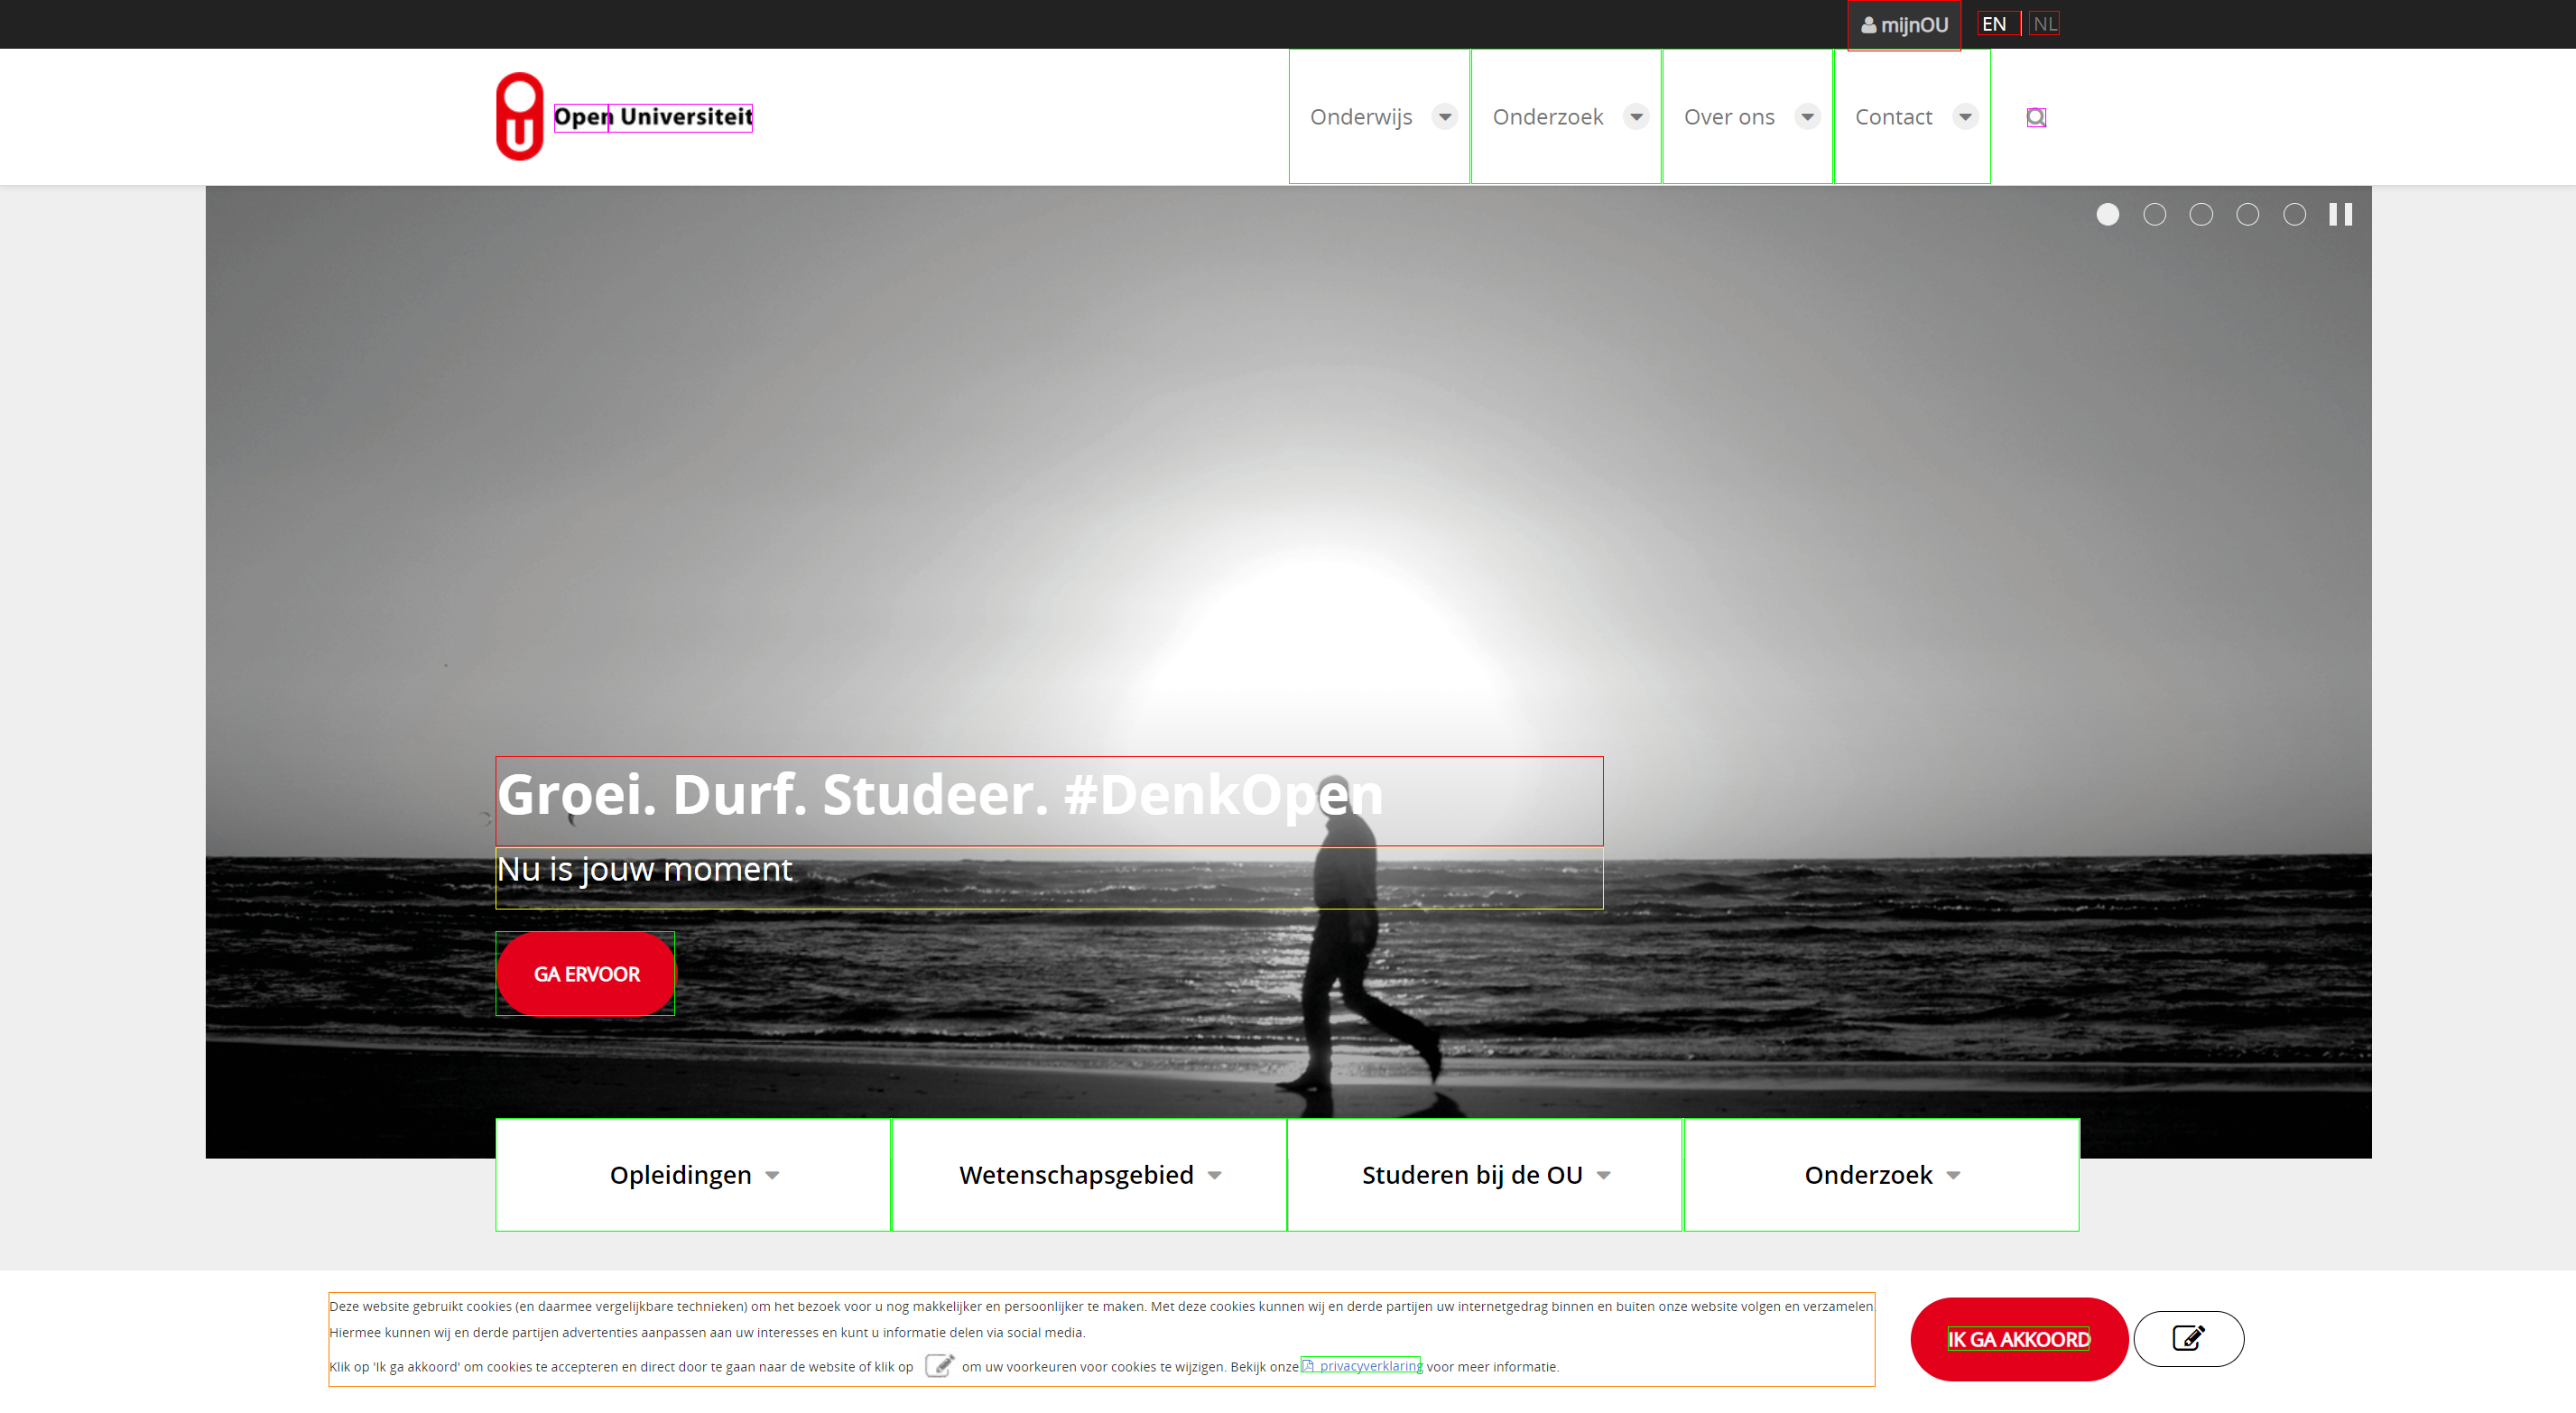 mijnOU EN NL
Open Universiteit Onderwijs Onderzoek Over ons Contact
Groei. Durf. Studeer. #DenkOpen
Nu is jouw moment
GA ERVOOR
Opleidingen Wetenschapsgebied Studeren bij de OU Onderzoek
Deze website gebruikt cookies (en daarmee vergelijkbare technieken) om het bezoek voor u nog makkelijker en persoonlijker te maken. Met deze cookies kunnen wij en derde partijen uw internetgedrag binnen en buiten onze website volgen en verzamelen.
Hiermee kunnen wij en derde partijen advertenties aanpassen aan uw interesses en kunt u informatie delen via social media.
Klik op 'Ik ga akkoord' om cookies te accepteren en direct door te gaan naar de website of klik op om uw voorkeuren voor cookies te wijzigen. Bekijk onze privacyverklaring voor meer informatie.
IK GA AKKOORD